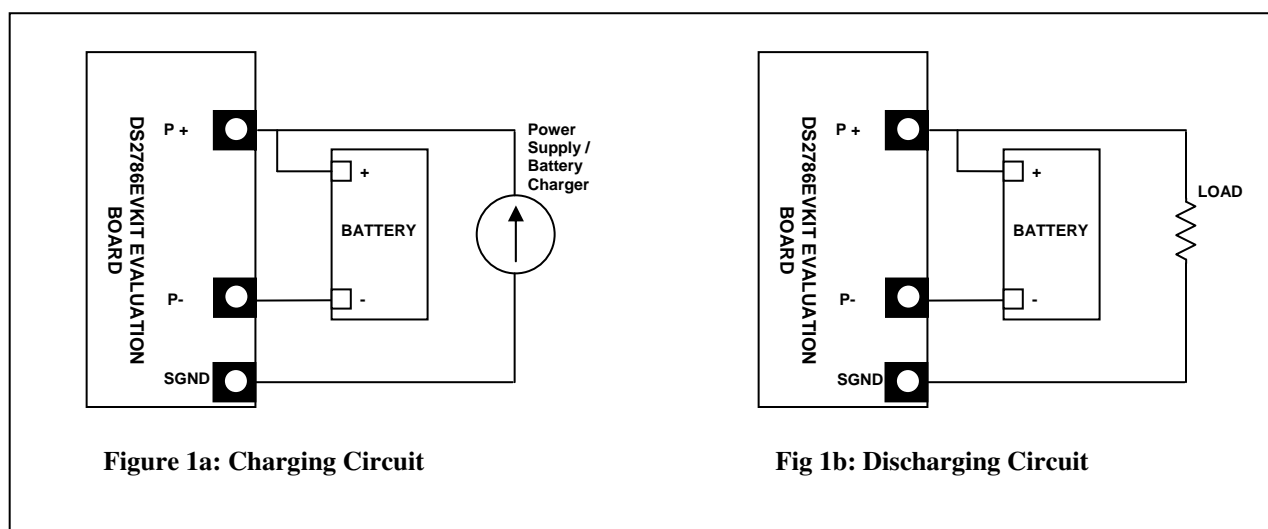 DS2786EVKIT EVALUATION
BOARD
P +
P-
SGND
+
BATTERY
-
Power
Supply /
Battery
Charger
Figure 1a: Charging Circuit
DS2786EVKIT EVALUATION
BOARD
P +
P-
SGND
+
BATTERY
-
LOAD
Fig 1b: Discharging Circuit